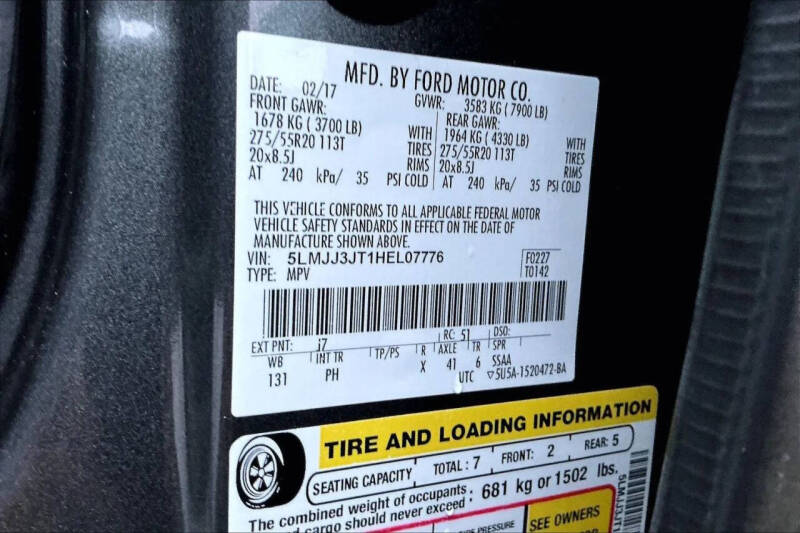 MFD. BY FORD MOTOR CO.
DATE: 02/17 GVWR: 3583 KG ( 7900 LB)
FRONT GAWR: REAR GAWR:
1678 KG ( 3700 LB) WITH 1964 KG ( 4330 LB) WITH
275/55R20 113T TIRES 275/55R20 113T TIRES
20x8.5J RIMS 20x8.5J RIMS
AT 240 kPa/ 35 PSI COLD AT 240 kPa/ 35 PSI COLD
THIS VEHICLE CONFORMS TO ALL APPLICABLE FEDERAL MOTOR
VEHICLE SAFETY STANDARDS IN EFFECT ON THE DATE OF
MANUFACTURE SHOWN ABOVE.
VIN: 5LMJJ3JT1HEL07776 F0227
TYPE: MPV T0142
EXT PNT: J7 RC: 51 DSO:
WB INT TR TP/PS R AXLE TR SPR
131 PH X 41 6 SSAA
UTC ▽5U5A-1520472-BA
TIRE AND LOADING INFORMATION
SEATING CAPACITY TOTAL : 7 FRONT: 2 REAR: 5
The combined weight of occupants
and cargo should never exceed : 681 kg or 1502 lbs.
PRESSURE SEE OWNERS
5LMJJ3JT1